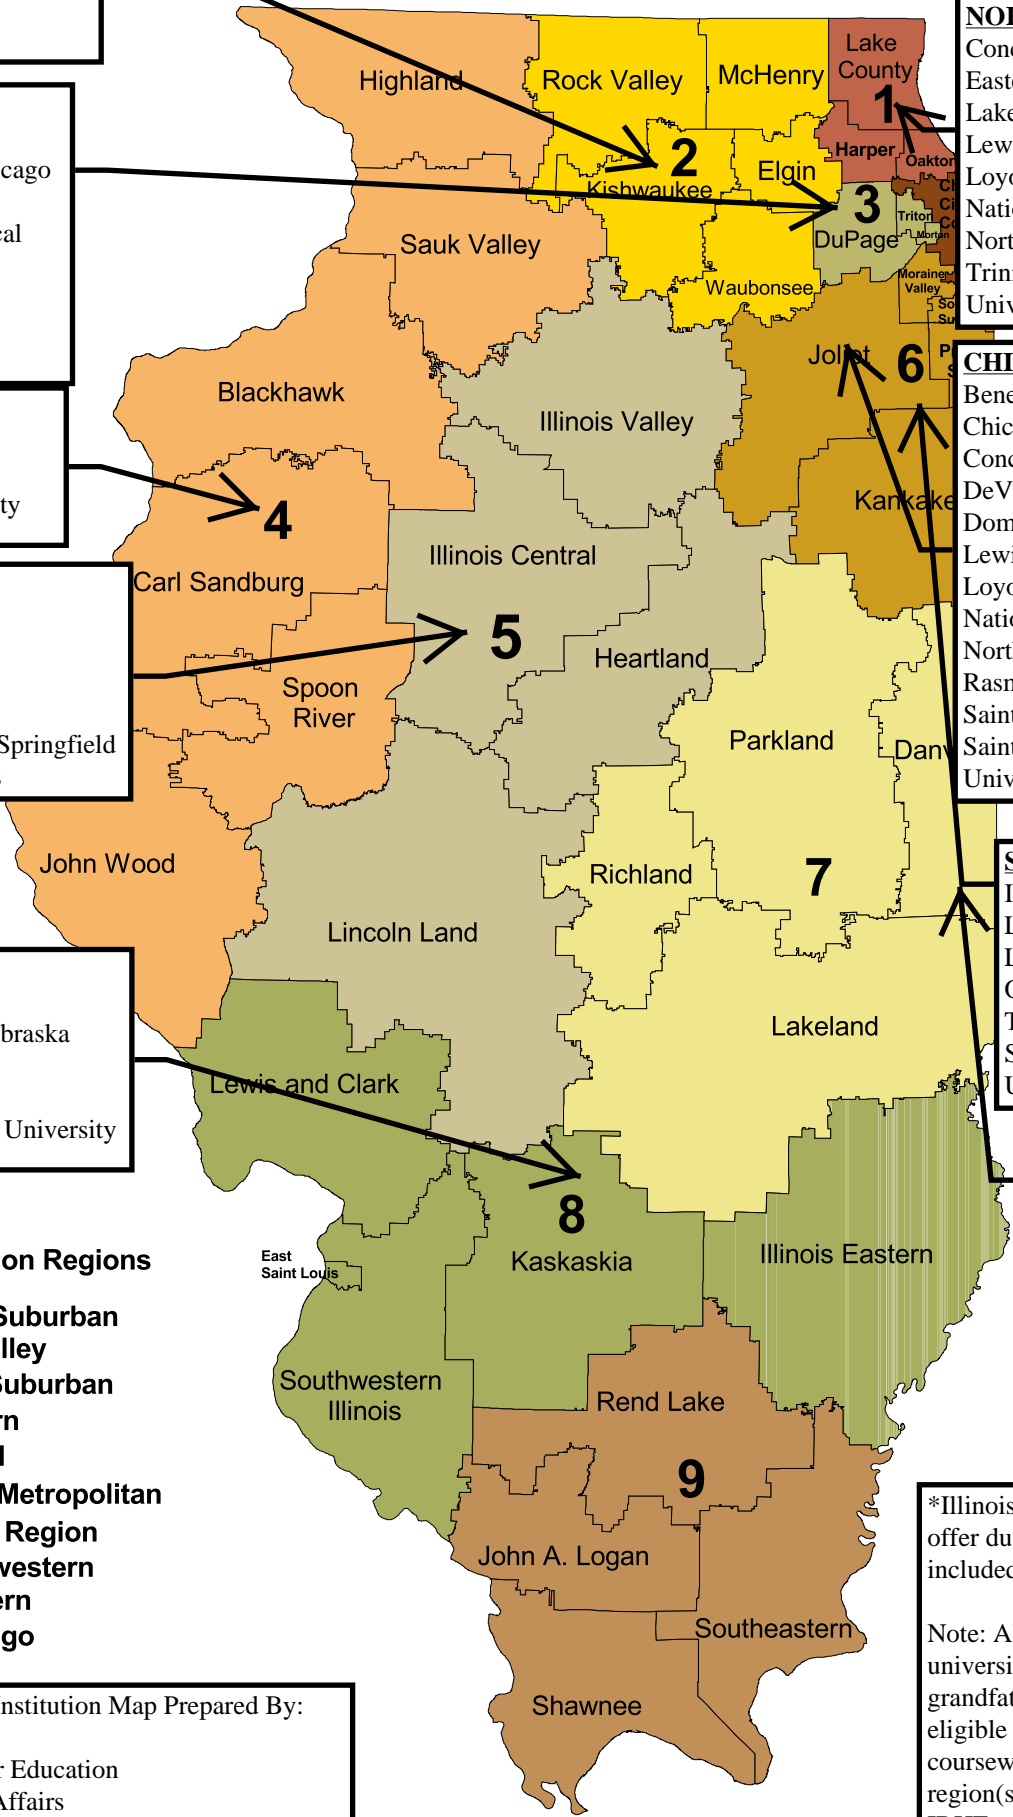 Highland
Rock Valley
McHenry
Lake
County
1
Harper
Oakton
2
Kishwaukee
Elgin
3
DuPage
Triton
Morton
Sauk Valley
Waubonsee
Moraine
Valley
Blackhawk
Illinois Valley
Joliet
6
Kankake
4
Carl Sandburg
Illinois Central
5
Heartland
Spoon
River
Parkland
Danv
John Wood
Richland
7
Lincoln Land
Lakeland
Lewis and Clark
8
Kaskaskia
Illinois Eastern
East
Saint Louis
Southwestern
Illinois
Rend Lake
9
John A. Logan
Southeastern
Shawnee
cago
cal
ty
Springfield
braska
University
on Regions
Suburban
lley
Suburban
rn
l
Metropolitan
Region
western
ern
go
nstitution Map Prepared By:
r Education
Affairs
NOR
Conc
Easte
Lake
Lew
Loyo
Natio
Nort
Trini
Univ
CHI
Bene
Chic
Conc
DeV
Dom
Lewi
Loyo
Natio
Nort
Rasn
Saint
Saint
Univ
S
I
L
L
G
T
S
U
*Illinois
offer du
included
Note: A
universi
grandfat
eligible
coursew
region(s